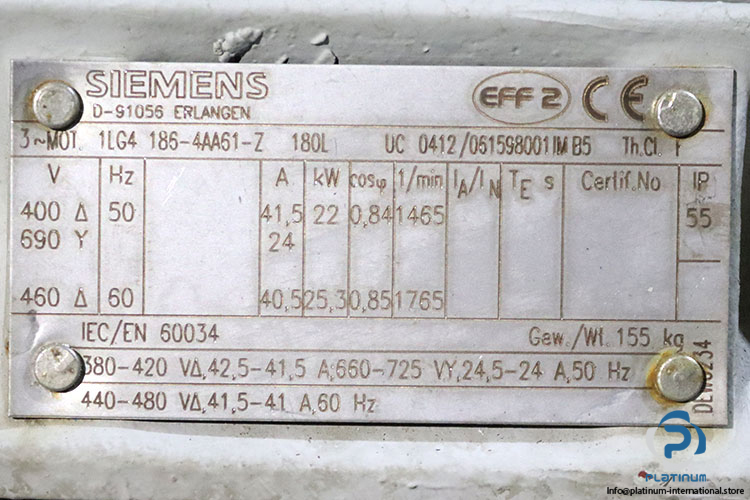 SIEMENS
D-91056 ERLANGEN
EFF 2 CE
3~MOT. 1LG4 186-4AA61-Z 180L UC 0412/061598001 IM B5 Th.Cl. F
V Hz A kW cosφ 1/min IA/IN TE s Certif.No IP
400 Δ 50 41,5 22 0,84 1465 55
690 Y 24
460 Δ 60 40,5 25,3 0,85 1765
IEC/EN 60034 Gew./Wt. 155 kg
380-420 VΔ,42,5-41,5 A;660-725 VY,24,5-24 A,50 Hz
440-480 VΔ,41,5-41 A,60 Hz
PLATINUM
INTERNATIONAL
Info@platinum-international.store